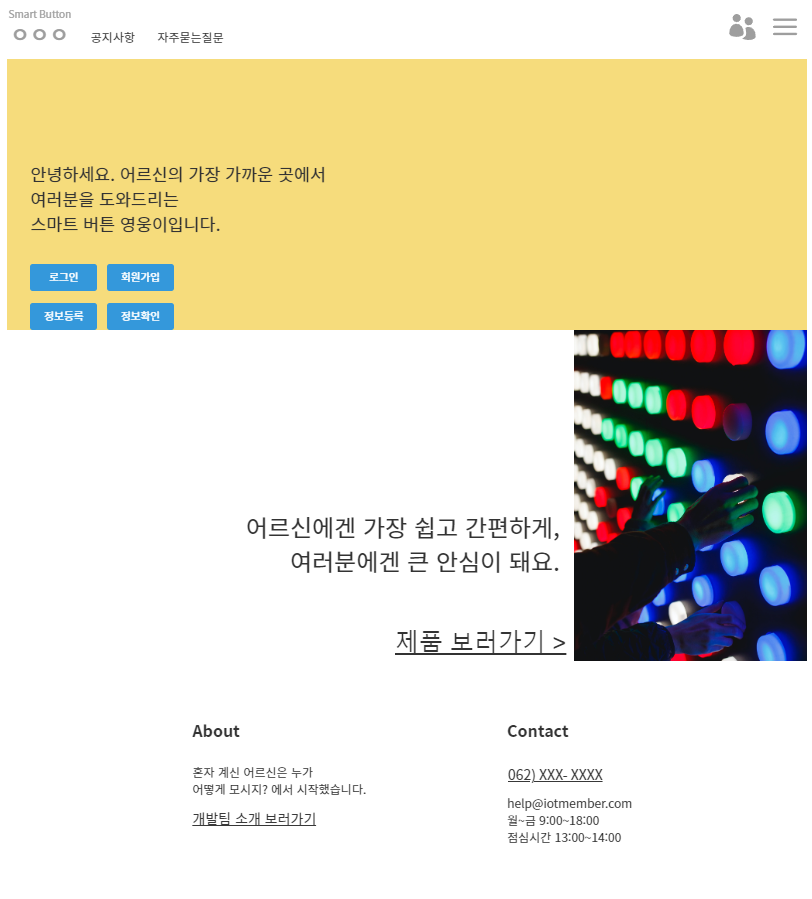 Smart Button
공지사항
자주묻는질문
안녕하세요. 어르신의 가장 가까운 곳에서
여러분을 도와드리는
스마트 버튼 영웅이입니다.
로그인
회원가입
정보등록
정보확인
어르신에겐 가장 쉽고 간편하게,
여러분에겐 큰 안심이 돼요.
제품 보러가기 >
About
혼자 계신 어르신은 누가
어떻게 모시지? 에서 시작했습니다.
개발팀 소개 보러가기
Contact
062) XXX- XXXX
help@iotmember.com
월~금 9:00~18:00
점심시간 13:00~14:00